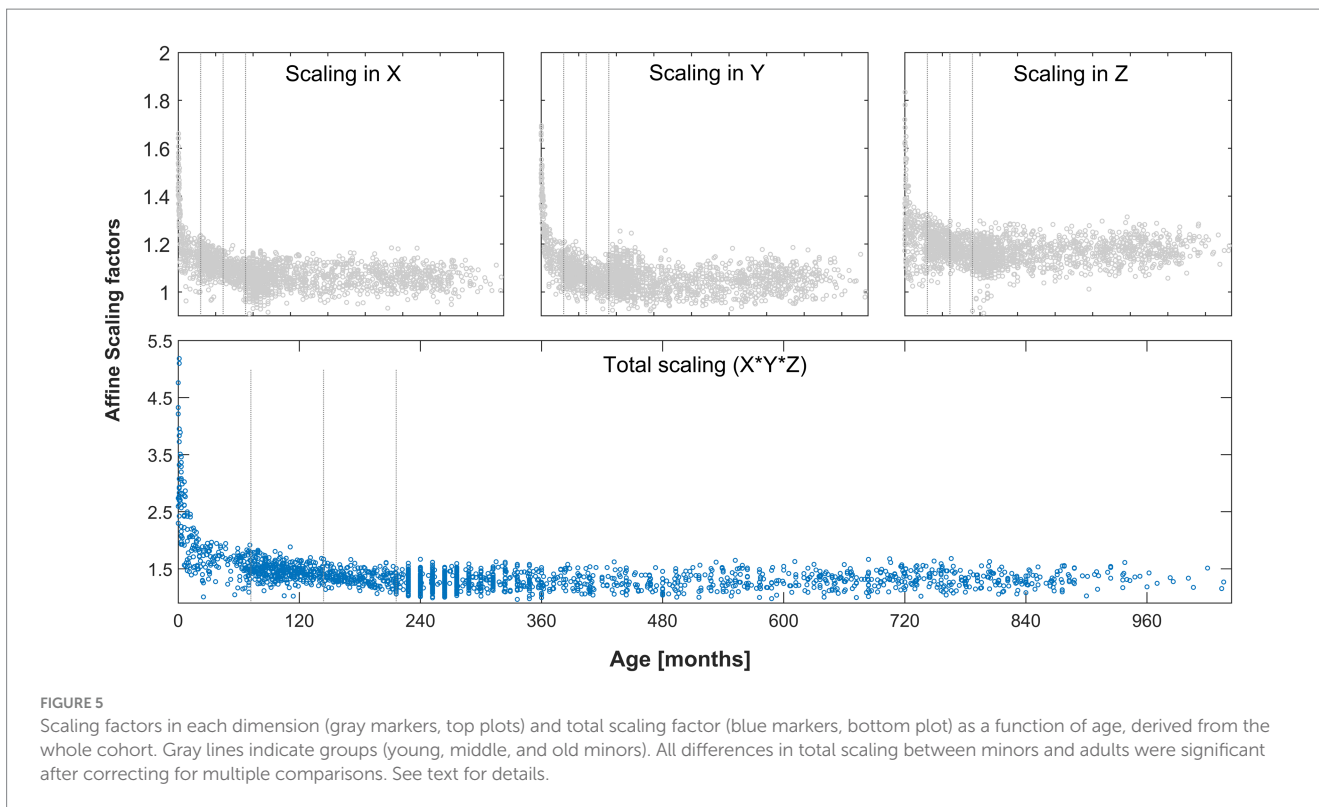 Scaling in X
Scaling in Y
Scaling in Z
2
1.8
1.6
1.4
1.2
1
Affine Scaling factors
Total scaling (X*Y*Z)
5.5
4.5
3.5
2.5
1.5
0 120 240 360 480 600 720 840 960
Age [months]
FIGURE 5
Scaling factors in each dimension (gray markers, top plots) and total scaling factor (blue markers, bottom plot) as a function of age, derived from the
whole cohort. Gray lines indicate groups (young, middle, and old minors). All differences in total scaling between minors and adults were significant
after correcting for multiple comparisons. See text for details.